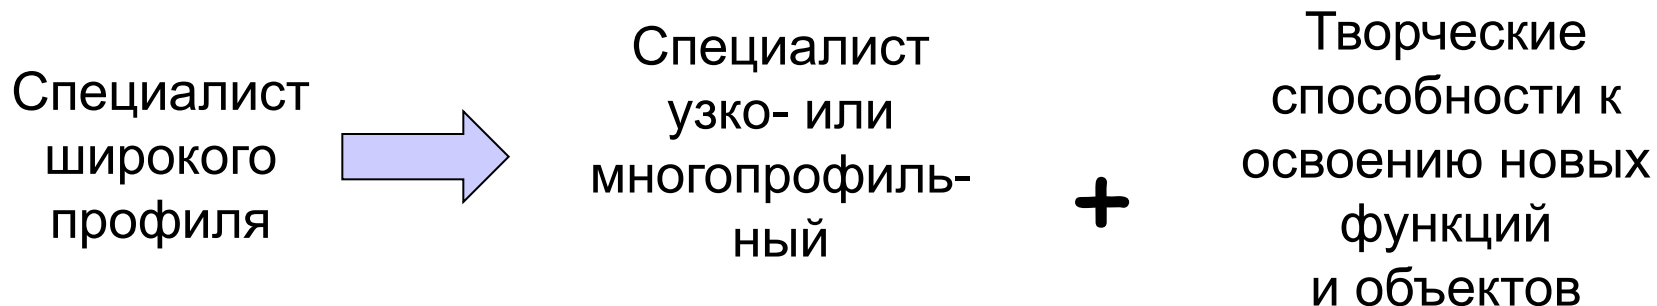 Специалист
широкого
профиля
Специалист
узко- или
многопрофиль-
ный
+
Творческие
способности к
освоению новых
функций
и объектов